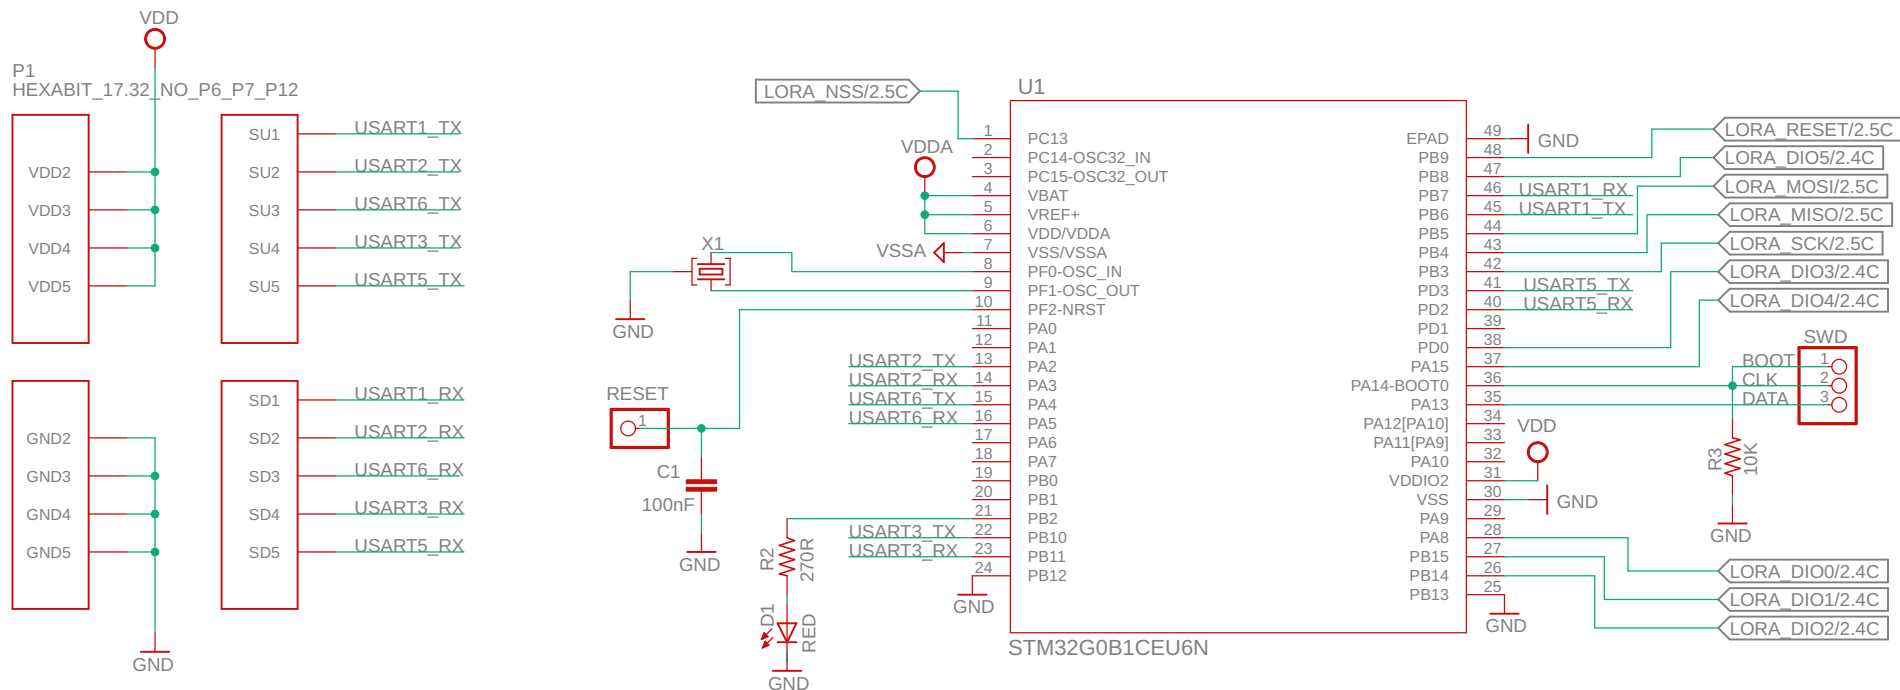 VDD
P1
HEXABIT_17.32_NO_P6_P7_P12
VDD2
VDD3
VDD4
VDD5
SU1 USART1_TX
SU2 USART2_TX
SU3 USART6_TX
SU4 USART3_TX
SU5 USART5_TX
GND2
GND3
GND4
GND5
GND
SD1 USART1_RX
SD2 USART2_RX
SD3 USART6_RX
SD4 USART3_RX
SD5 USART5_RX
LORA_NSS/2.5C
VDDA
VSSA
X1
GND
RESET
1
C1
100nF
GND
R2
270R
D1
RED
GND
USART2_TX
USART2_RX
USART6_TX
USART6_RX
USART3_TX
USART3_RX
GND
U1
1 PC13
2 PC14-OSC32_IN
3 PC15-OSC32_OUT
4 VBAT
5 VREF+
6 VDD/VDDA
7 VSS/VSSA
8 PF0-OSC_IN
9 PF1-OSC_OUT
10 PF2-NRST
11 PA0
12 PA1
13 PA2
14 PA3
15 PA4
16 PA5
17 PA6
18 PA7
19 PB0
20 PB1
21 PB2
22 PB10
23 PB11
24 PB12
EPAD 49
PB9 48
PB8 47
PB7 46
PB6 45
PB5 44
PB4 43
PB3 42
PD3 41
PD2 40
PD1 39
PD0 38
PA15 37
PA14-BOOT0 36
PA13 35
PA12[PA10] 34
PA11[PA9] 33
PA10 32
VDDIO2 31
VSS 30
PA9 29
PA8 28
PB15 27
PB14 26
PB13 25
STM32G0B1CEU6N
GND
USART1_RX
USART1_TX
USART5_TX
USART5_RX
LORA_RESET/2.5C
LORA_DIO5/2.4C
LORA_MOSI/2.5C
LORA_MISO/2.5C
LORA_SCK/2.5C
LORA_DIO3/2.4C
LORA_DIO4/2.4C
SWD
BOOT 1
CLK 2
DATA 3
VDD
GND
R3
10K
GND
LORA_DIO0/2.4C
LORA_DIO1/2.4C
LORA_DIO2/2.4C
GND